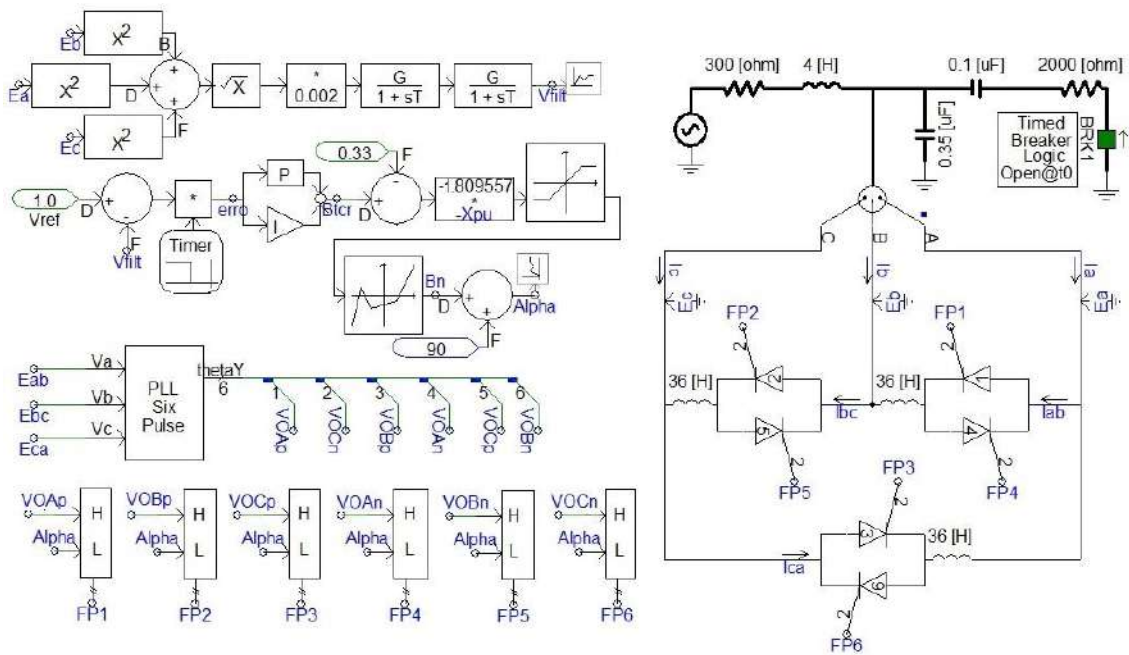 Eb
X²
B
Ea
X²
D
+
+
+
√X
*
0.002
G
1 + sT
G
1 + sT
Vfilt
Ec
X²
F
0.33
F
1.0
Vref
D
+
-
F
Vfilt
*
Timer
erro
P
I
Btcr
D
+
-
-1.809557
*
-Xpu
Bn
D
+
+
Alpha
90
F
Eab
Ebc
Eca
Va
Vb
Vc
PLL
Six
Pulse
thetaY
6
1
2
3
4
5
6
VOAp
VOCn
VOBp
VOAn
VOCp
VOBn
VOAp
Alpha
H
L
FP1
VOBp
Alpha
H
L
FP2
VOCp
Alpha
H
L
FP3
VOAn
Alpha
H
L
FP4
VOBn
Alpha
H
L
FP5
VOCn
Alpha
H
L
FP6
300 [ohm]
4 [H]
0.1 [uF]
2000 [ohm]
0.35 [uF]
Timed
Breaker
Logic
Open@t0
BRK1
C
B
A
Ic
Ib
Ia
Ec
Eb
Ea
FP2
2
FP1
2
36 [H]
2
5
Ibc
36 [H]
1
4
Iab
2
FP5
2
FP4
FP3
2
3
36 [H]
Ica
6
2
FP6